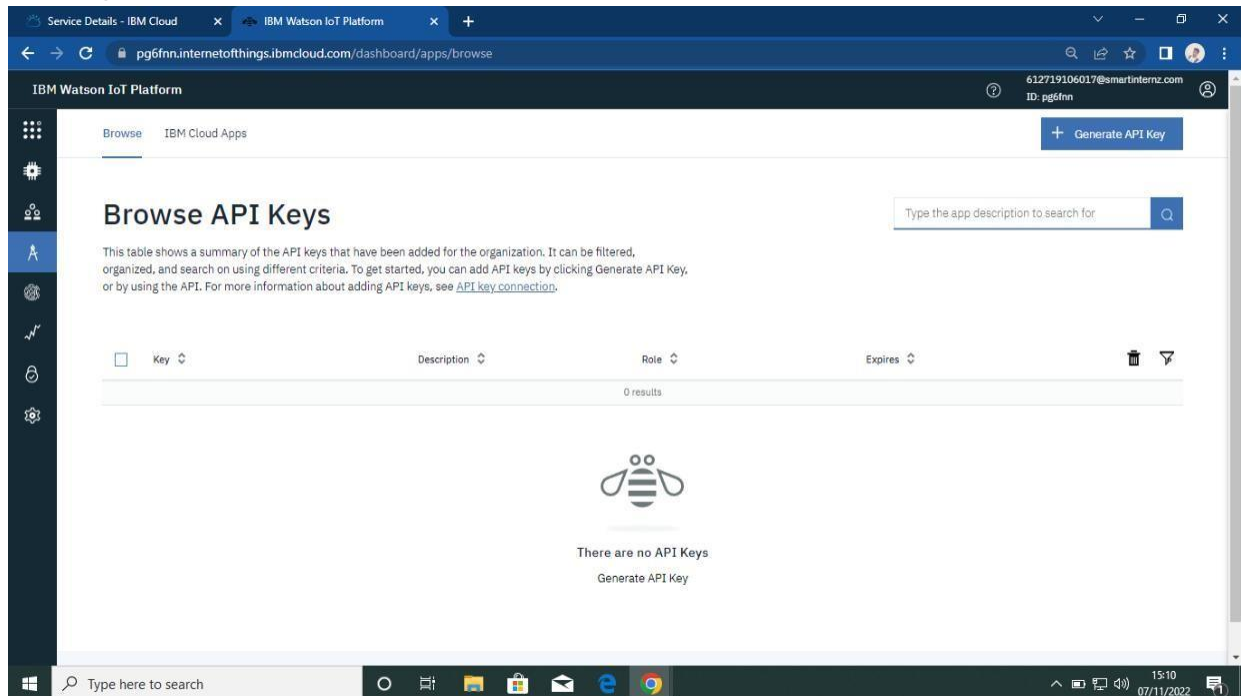 Service Details - IBM Cloud
IBM Watson IoT Platform
pg6fnn.internetofthings.ibmcloud.com/dashboard/apps/browse
IBM Watson IoT Platform
612719106017@smartinternz.com
ID: pg6fnn
Browse IBM Cloud Apps
+ Generate API Key
Browse API Keys
Type the app description to search for
This table shows a summary of the API keys that have been added for the organization. It can be filtered,
organized, and search on using different criteria. To get started, you can add API keys by clicking Generate API Key,
or by using the API. For more information about adding API keys, see API key connection.
Key Description Role Expires
0 results
There are no API Keys
Generate API Key
Type here to search
15:10
07/11/2022